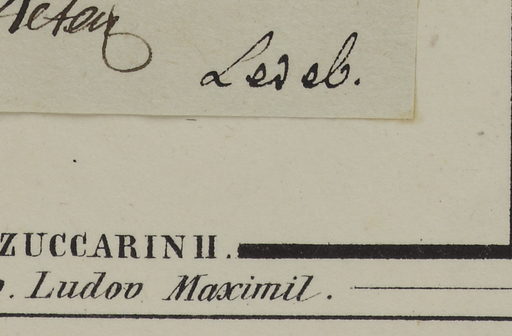 Ledeb.
ZUCCARINII.
. Ludov Maximil.